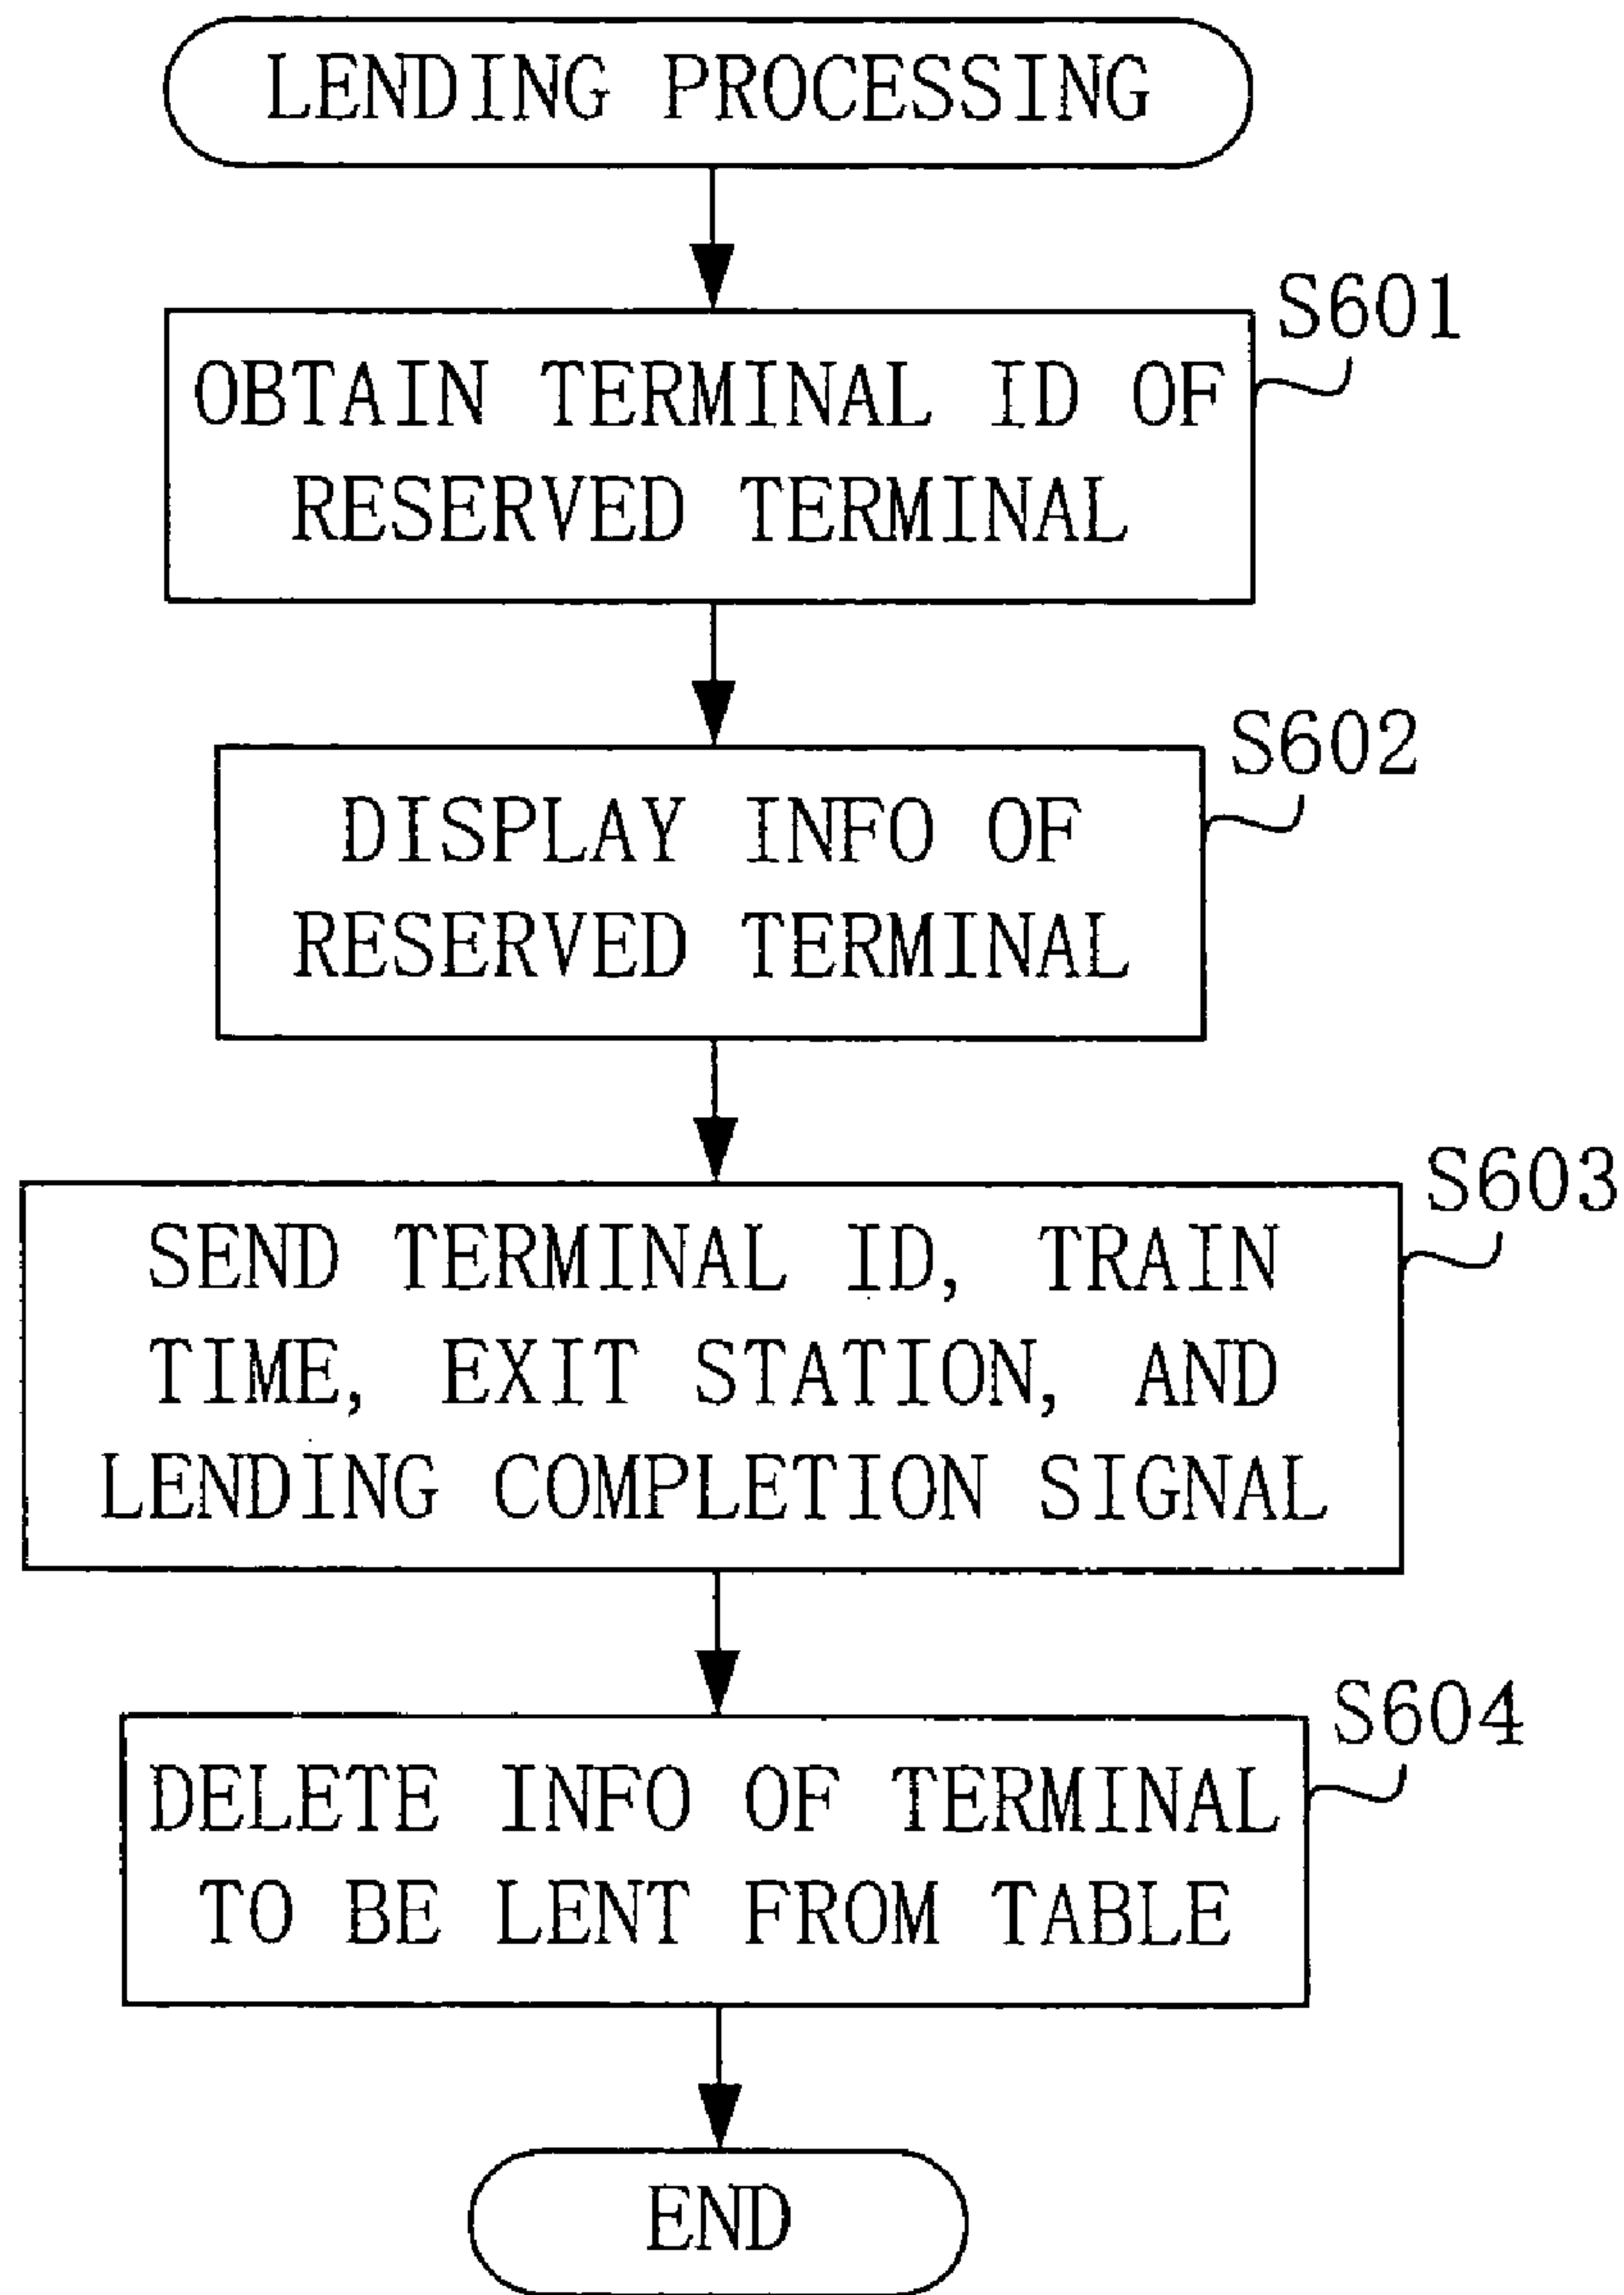 LENDING PROCESSING
S601
OBTAIN TERMINAL ID OF
RESERVED TERMINAL
S602
DISPLAY INFO OF
RESERVED TERMINAL
S603
SEND TERMINAL ID, TRAIN
TIME, EXIT STATION, AND
LENDING COMPLETION SIGNAL
S604
DELETE INFO OF TERMINAL
TO BE LENT FROM TABLE
END